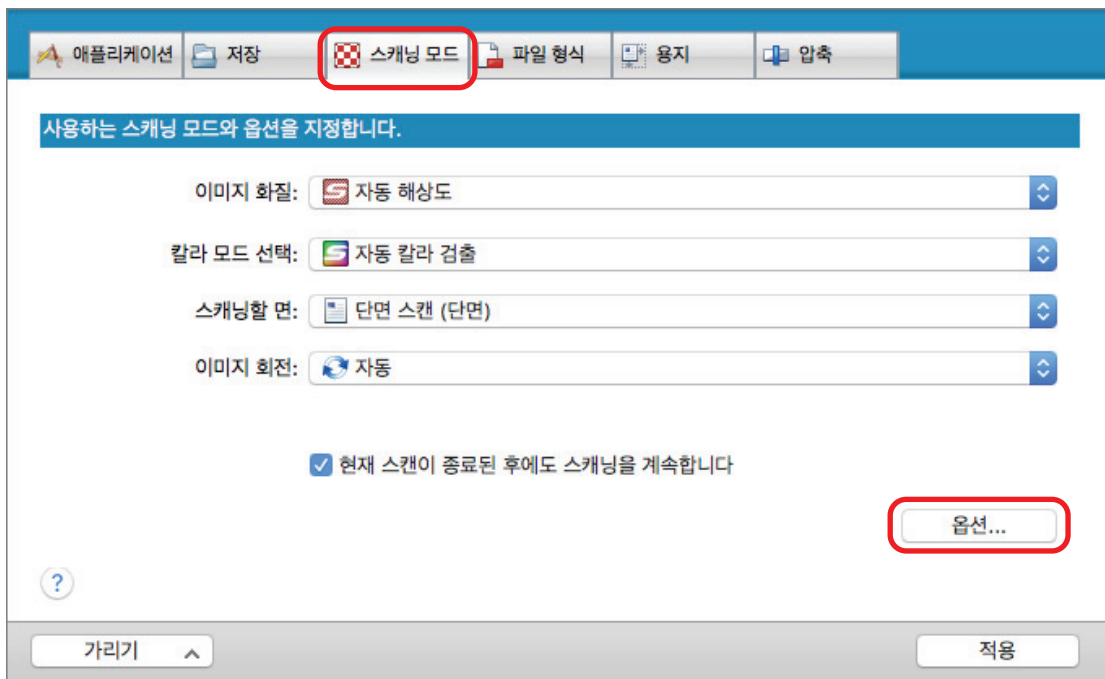 애플리케이션 저장 스캐닝 모드 파일 형식 용지 압축
사용하는 스캐닝 모드와 옵션을 지정합니다.
이미지 화질: 자동 해상도
칼라 모드 선택: 자동 칼라 검출
스캐닝할 면: 단면 스캔 (단면)
이미지 회전: 자동
현재 스캔이 종료된 후에도 스캐닝을 계속합니다
옵션...
?
가리기 적용